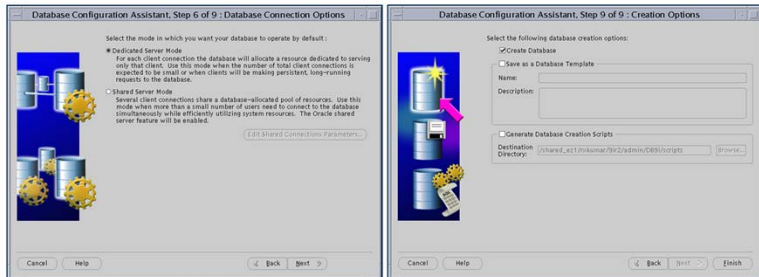 Database Configuration Assistant, Step 6 of 9 : Database Connection Options
Select the mode in which you want your database to operate by default:
Dedicated Server Mode
For each client connection the database will allocate a resource dedicated to serving
only that client. Use this mode when the number of total client connections is
expected to be small or when clients will be making persistent, long-running
requests to the database.
Shared Server Mode
Several client connections share a database-allocated pool of resources. Use this
mode when more than a small number of users need to connect to the database
simultaneously while efficiently utilizing system resources. The Oracle shared
server feature will be enabled.
Edit Shared Connections Parameters...
Cancel Help Back Next
Database Configuration Assistant, Step 9 of 9 : Creation Options
Select the following database creation options:
Create Database
Save as a Database Template
Name:
Description:
Generate Database Creation Scripts
Destination
Directory:
Browse...
Cancel Help Back Next Finish